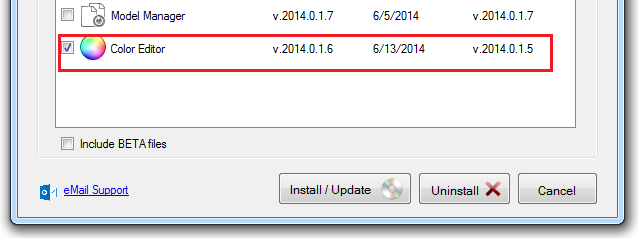 Model Manager v.2014.0.1.7 6/5/2014 v.2014.0.1.7
Color Editor v.2014.0.1.6 6/13/2014 v.2014.0.1.5
Include BETA files
eMail Support Install / Update Uninstall Cancel